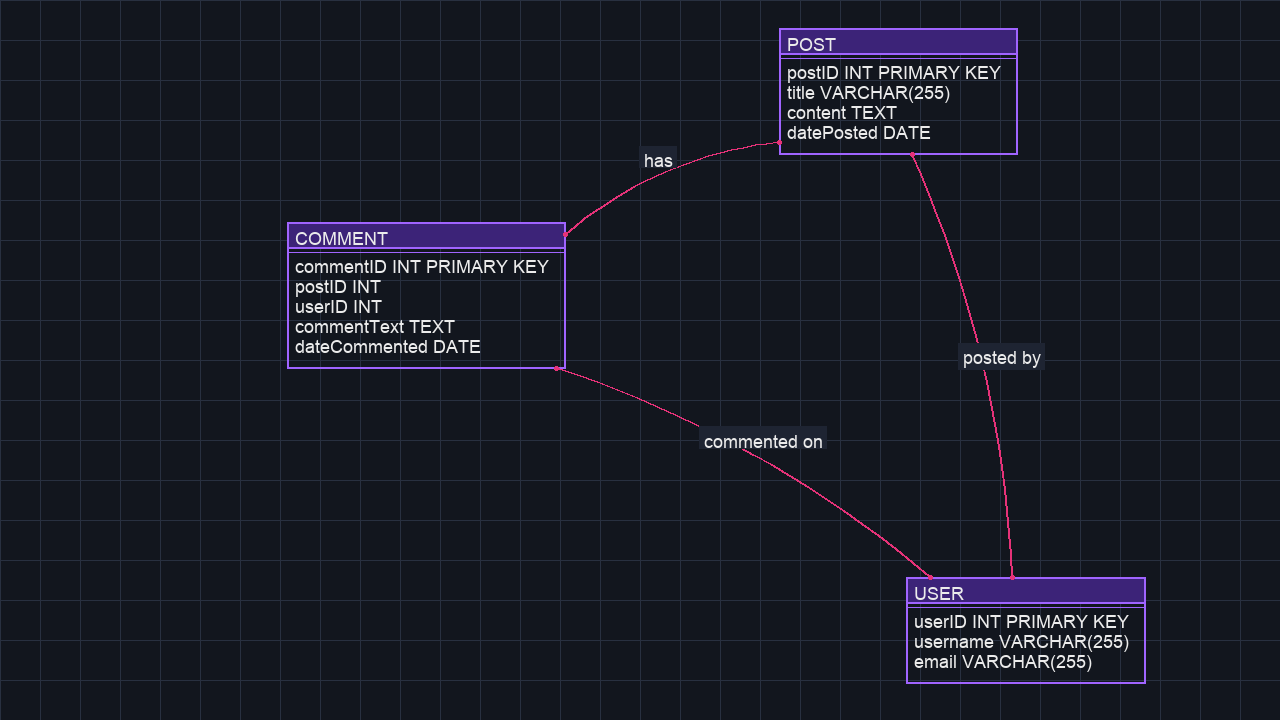 POST
postID INT PRIMARY KEY
title VARCHAR(255)
content TEXT
datePosted DATE
has
COMMENT
commentID INT PRIMARY KEY
postID INT
userID INT
commentText TEXT
dateCommented DATE
posted by
commented on
USER
userID INT PRIMARY KEY
username VARCHAR(255)
email VARCHAR(255)